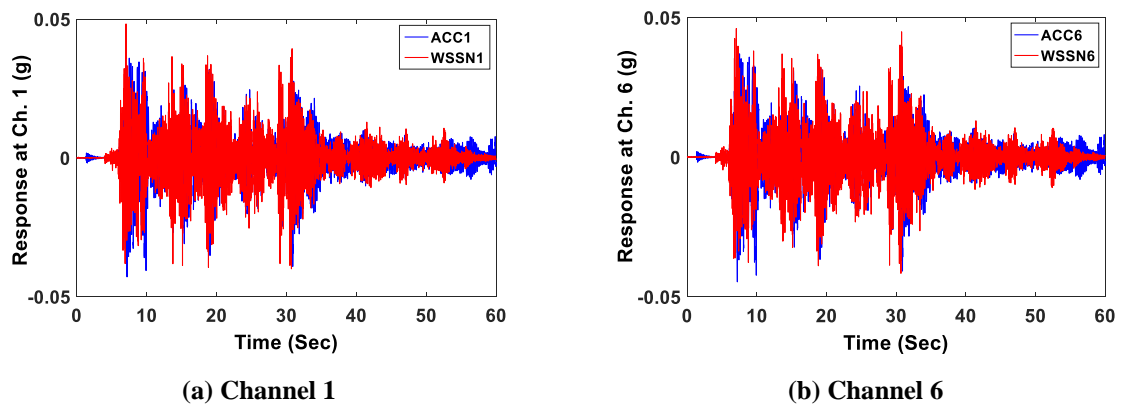 0.05
0
-0.05
Response at Ch. 1 (g)
ACC1
WSSN1
0 10 20 30 40 50 60
Time (Sec)
(a) Channel 1
0.05
0
-0.05
Response at Ch. 6 (g)
ACC6
WSSN6
0 10 20 30 40 50 60
Time (Sec)
(b) Channel 6